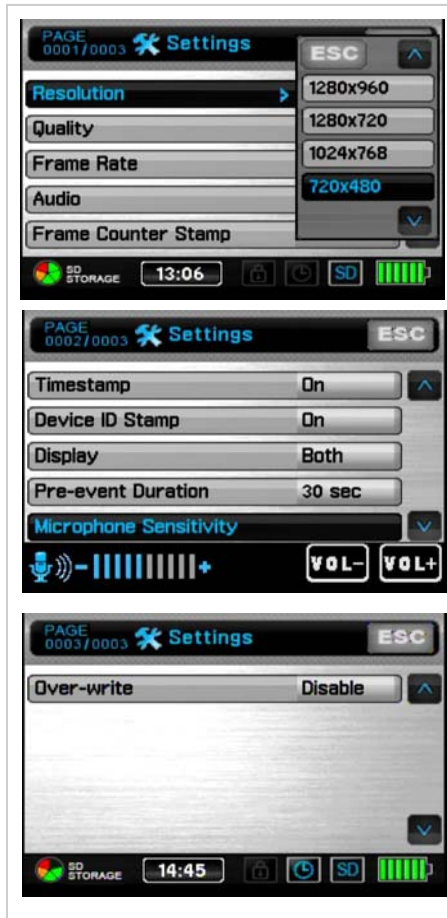 PAGE
0001/0003 Settings
ESC
Resolution >
1280x960
Quality
1280x720
Frame Rate
1024x768
Audio
720x480
Frame Counter Stamp
SD STORAGE 13:06 SD
PAGE
0002/0003 Settings ESC
Timestamp On
Device ID Stamp On
Display Both
Pre-event Duration 30 sec
Microphone Sensitivity
- + VOL- VOL+
PAGE
0003/0003 Settings ESC
Over-write Disable
SD STORAGE 14:45 SD